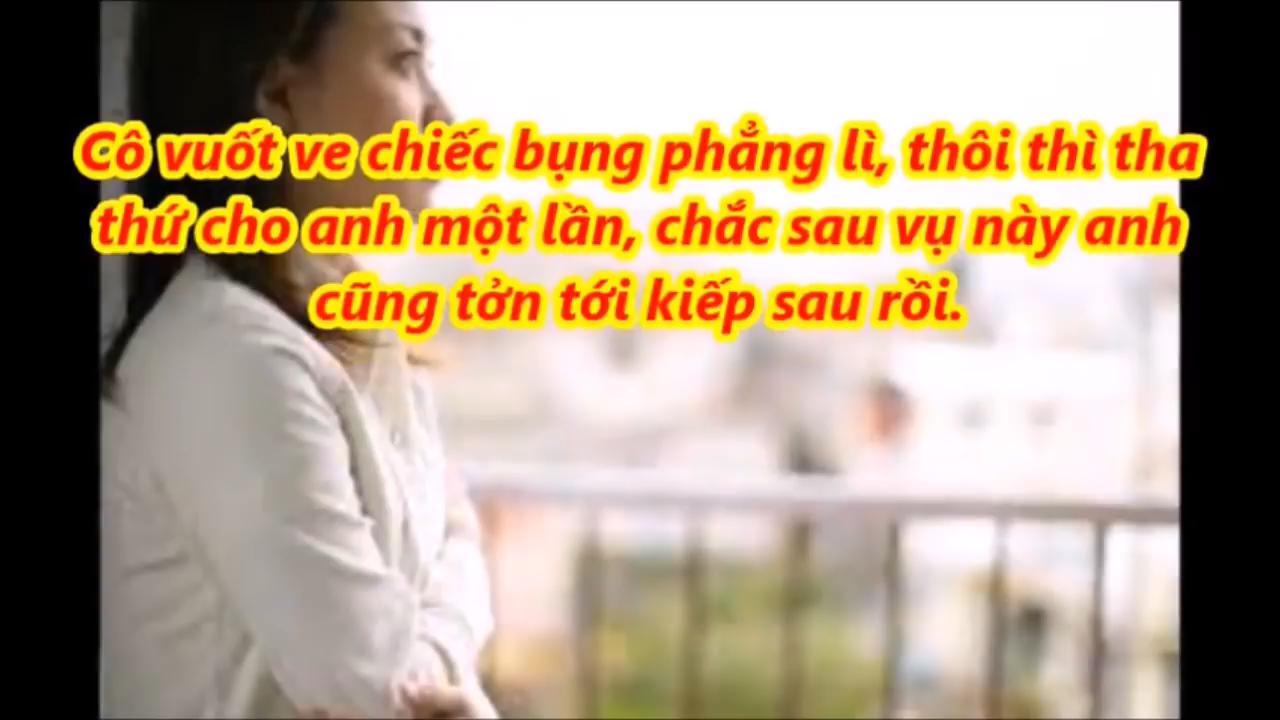 Cô vuốt ve chiếc bụng phẳng lì, thôi thì tha
thứ cho anh một lần, chắc sau vụ này anh
cũng tởn tới kiếp sau rồi.